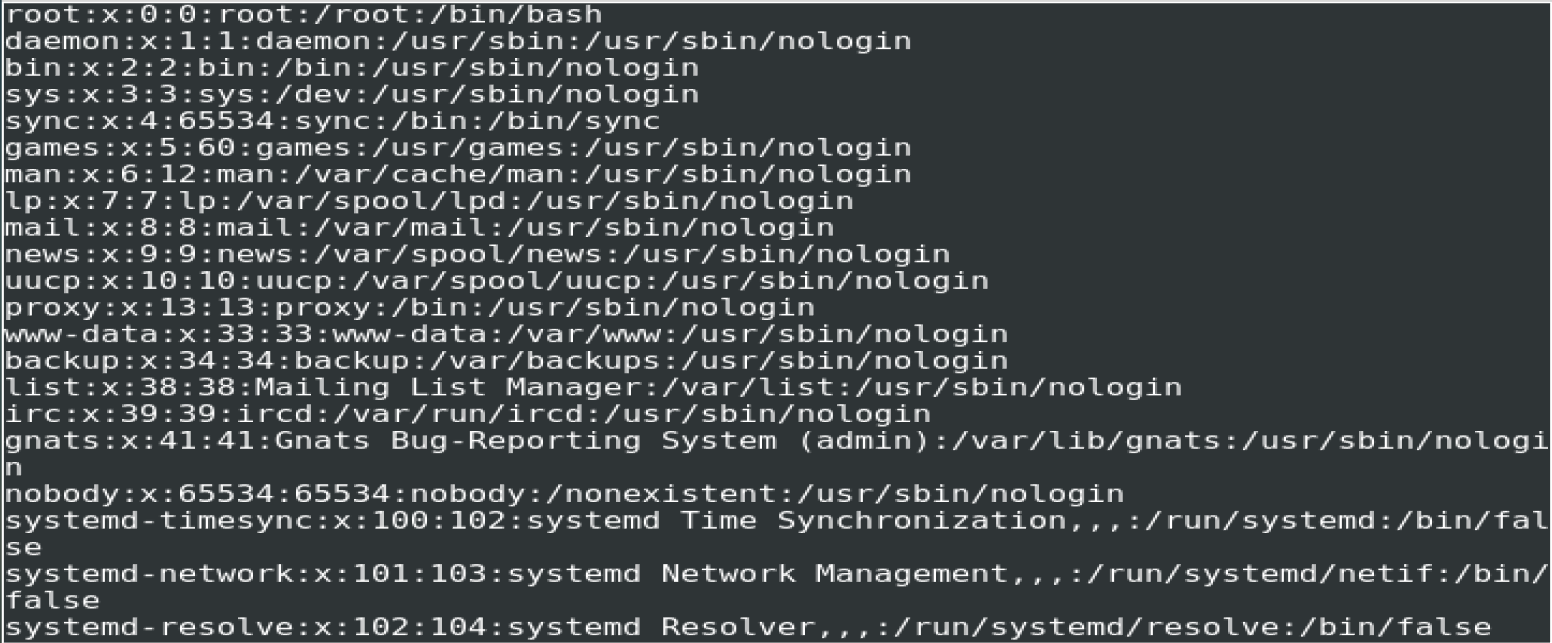 root:x:0:0:root:/root:/bin/bash
daemon:x:1:1:daemon:/usr/sbin:/usr/sbin/nologin
bin:x:2:2:bin:/bin:/usr/sbin/nologin
sys:x:3:3:sys:/dev:/usr/sbin/nologin
sync:x:4:65534:sync:/bin:/bin/sync
games:x:5:60:games:/usr/games:/usr/sbin/nologin
man:x:6:12:man:/var/cache/man:/usr/sbin/nologin
lp:x:7:7:lp:/var/spool/lpd:/usr/sbin/nologin
mail:x:8:8:mail:/var/mail:/usr/sbin/nologin
news:x:9:9:news:/var/spool/news:/usr/sbin/nologin
uucp:x:10:10:uucp:/var/spool/uucp:/usr/sbin/nologin
proxy:x:13:13:proxy:/bin:/usr/sbin/nologin
www-data:x:33:33:www-data:/var/www:/usr/sbin/nologin
backup:x:34:34:backup:/var/backups:/usr/sbin/nologin
list:x:38:38:Mailing List Manager:/var/list:/usr/sbin/nologin
irc:x:39:39:ircd:/var/run/ircd:/usr/sbin/nologin
gnats:x:41:41:Gnats Bug-Reporting System (admin):/var/lib/gnats:/usr/sbin/nologi
n
nobody:x:65534:65534:nobody:/nonexistent:/usr/sbin/nologin
systemd-timesync:x:100:102:systemd Time Synchronization,,,:/run/systemd:/bin/fal
se
systemd-network:x:101:103:systemd Network Management,,,:/run/systemd/netif:/bin/
false
systemd-resolve:x:102:104:systemd Resolver,,,:/run/systemd/resolve:/bin/false